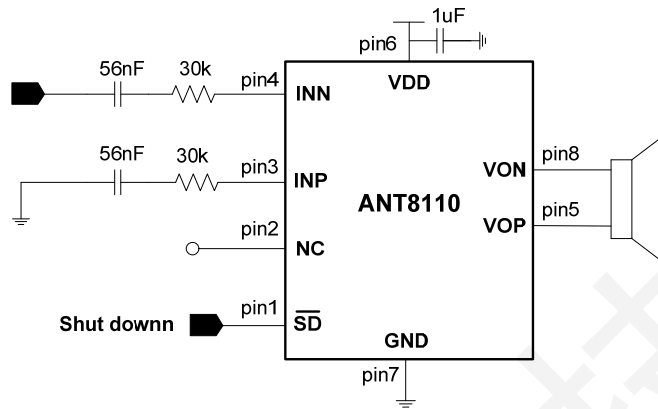 1uF
pin6
56nF
30k
pin4
INN
VDD
56nF
30k
pin3
INP
VON
pin8
ANT8110
pin2
NC
VOP
pin5
Shut downn
pin1
SD
GND
pin7